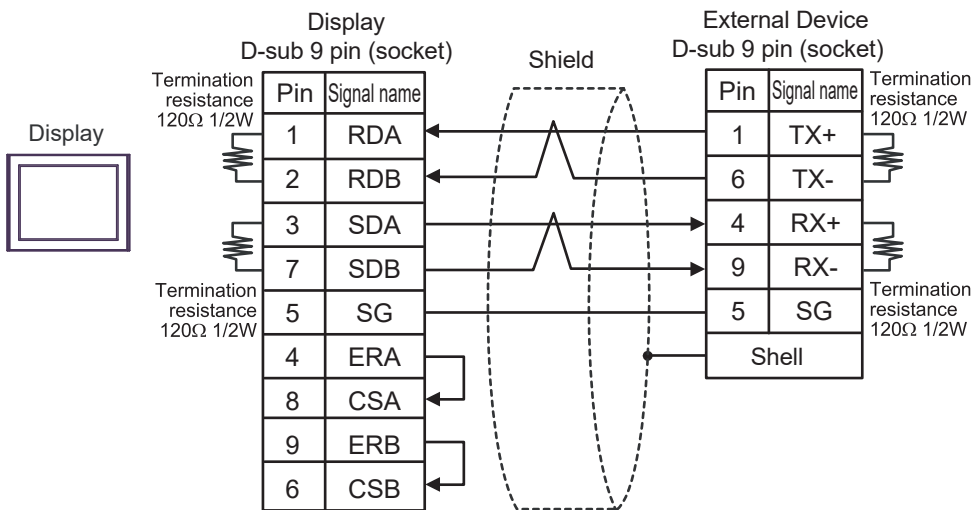 Display
D-sub 9 pin (socket)
Shield
External Device
D-sub 9 pin (socket)
Display
Termination
resistance
120Ω 1/2W
Termination
resistance
120Ω 1/2W
Pin Signal name
1 RDA
2 RDB
3 SDA
7 SDB
5 SG
4 ERA
8 CSA
9 ERB
6 CSB
Pin Signal name
1 TX+
6 TX-
4 RX+
9 RX-
5 SG
Shell
Termination
resistance
120Ω 1/2W
Termination
resistance
120Ω 1/2W